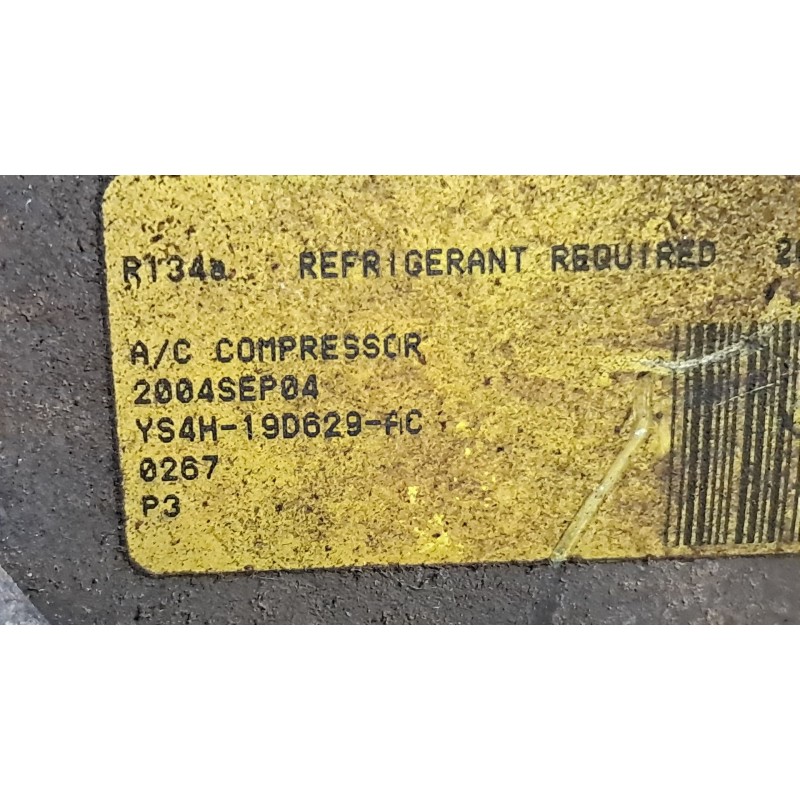 R134a REFRIGERANT REQUIRED
A/C COMPRESSOR
2004SEP04
YS4H-19D629-AC
0267
P3